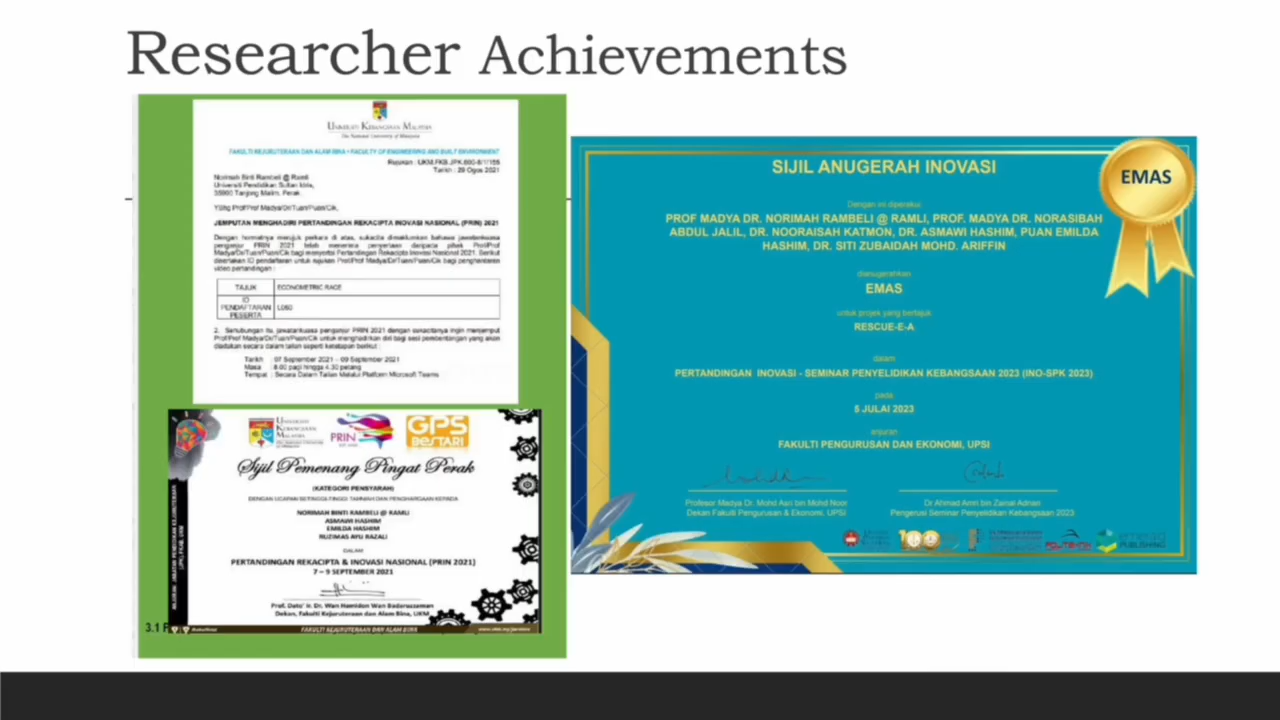 Researcher Achievements
UNIVERSITI KEBANGSAAN MALAYSIA
The National University of Malaysia
FAKULTI KEJURUTERAAN DAN ALAM BINA • FACULTY OF ENGINEERING AND BUILT ENVIRONMENT
Rujukan : UKM.FKB.JPK.600-8/1/155
Tarikh : 29 Ogos 2021
Norimah Binti Rambeli @ Ramli
Universiti Pendidikan Sultan Idris,
35900 Tanjong Malim, Perak.
YBhg Prof/Prof Madya/Dr/Tuan/Puan/Cik,
JEMPUTAN MENGHADIRI PERTANDINGAN REKACIPTA INOVASI NASIONAL (PRIN) 2021
Dengan hormatnya merujuk perkara di atas, sukacita dimaklumkan bahawa jawatankuasa
penganjur PRIN 2021 telah menerima penyertaan daripada pihak Prof/Prof
Madya/Dr/Tuan/Puan/Cik bagi menyertai Pertandingan Rekacipta Inovasi Nasional 2021. Berikut
disertakan ID pendaftaran untuk rujukan Prof/Prof Madya/Dr/Tuan/Puan/Cik bagi penghantaran
video pertandingan :
TAJUK ECONOMETRIC RACE
ID
PENDAFTARAN
PESERTA
L050
2. Sehubungan itu, jawatankuasa penganjur PRIN 2021 dengan sukacitanya ingin menjemput
Prof/Prof Madya/Dr/Tuan/Puan/Cik untuk menghadirkan diri bagi sesi pembentangan yang akan
diadakan secara dalam talian seperti ketetapan berikut :
Tarikh : 07 September 2021 - 09 September 2021
Masa : 8.00 pagi hingga 4.30 petang
Tempat : Secara Dalam Talian Melalui Platform Microsoft Teams
UNIVERSITI KEBANGSAAN MALAYSIA
PRIN
GPS BESTARI
Sijil Pemenang Pingat Perak
(KATEGORI PENSYARAH)
DENGAN UCAPAN SETINGGI-TINGGI TAHNIAH DAN PENGHARGAAN KEPADA
NORIMAH BINTI RAMBELI @ RAMLI
ASMAWI HASHIM
EMILDA HASHIM
RUZIMAS AYU RAZALI
DALAM
PERTANDINGAN REKACIPTA & INOVASI NASIONAL (PRIN 2021)
7 – 9 SEPTEMBER 2021
Prof. Dato' Ir. Dr. Wan Hamidon Wan Badaruzzaman
Dekan, Fakulti Kejuruteraan dan Alam Bina, UKM
3.1 F
FAKULTI KEJURUTERAAN DAN ALAM BINA
SIJIL ANUGERAH INOVASI
EMAS
Dengan ini diperakui
PROF MADYA DR. NORIMAH RAMBELI @ RAMLI, PROF. MADYA DR. NORASIBAH
ABDUL JALIL, DR. NOORAISAH KATMON, DR. ASMAWI HASHIM, PUAN EMILDA
HASHIM, DR. SITI ZUBAIDAH MOHD. ARIFFIN
dianugerahkan
EMAS
untuk projek yang bertajuk
RESCUE-E-A
dalam
PERTANDINGAN INOVASI - SEMINAR PENYELIDIKAN KEBANGSAAN 2023 (INO-SPK 2023)
pada
5 JULAI 2023
anjuran
FAKULTI PENGURUSAN DAN EKONOMI, UPSI
Profesor Madya Dr. Mohd Asri bin Mohd Noor
Dekan Fakulti Pengurusan & Ekonomi, UPSI
Dr Ahmad Amri bin Zainal Adnan
Pengerusi Seminar Penyelidikan Kebangsaan 2023